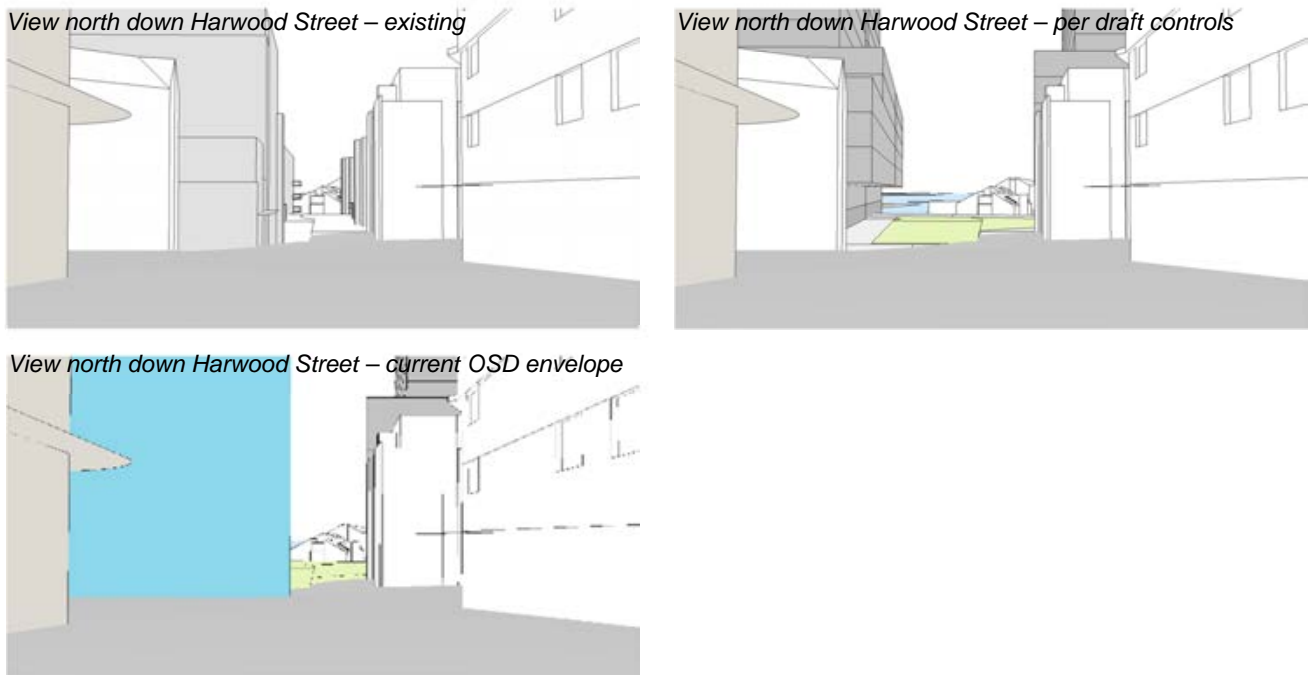 View north down Harwood Street – existing
View north down Harwood Street – per draft controls
View north down Harwood Street – current OSD envelope